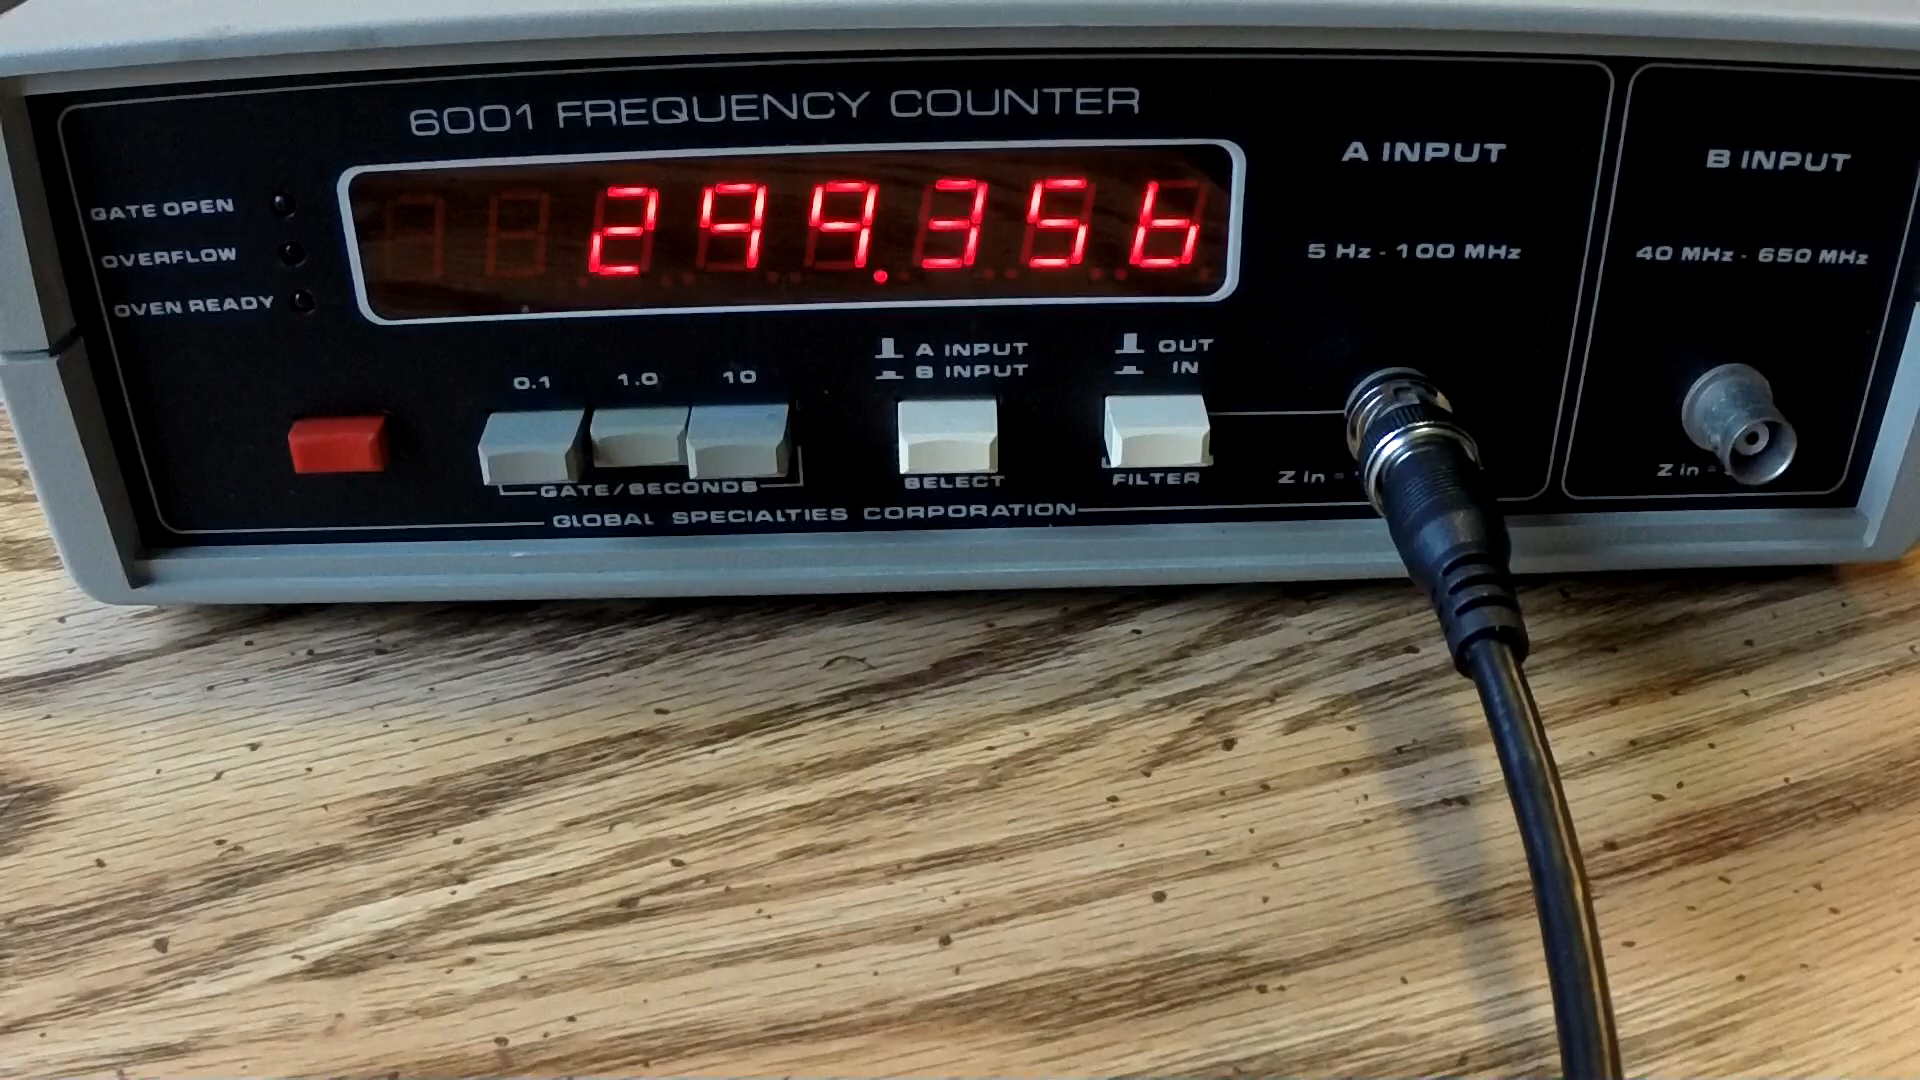 6001 FREQUENCY COUNTER
299.356
GATE OPEN
OVERFLOW
OVEN READY
0.1 1.0 10
GATE/SECONDS
A INPUT
B INPUT
SELECT
OUT
IN
FILTER
GLOBAL SPECIALTIES CORPORATION
A INPUT
5 Hz - 100 MHz
Z in =
B INPUT
40 MHz - 650 MHz
Z in =